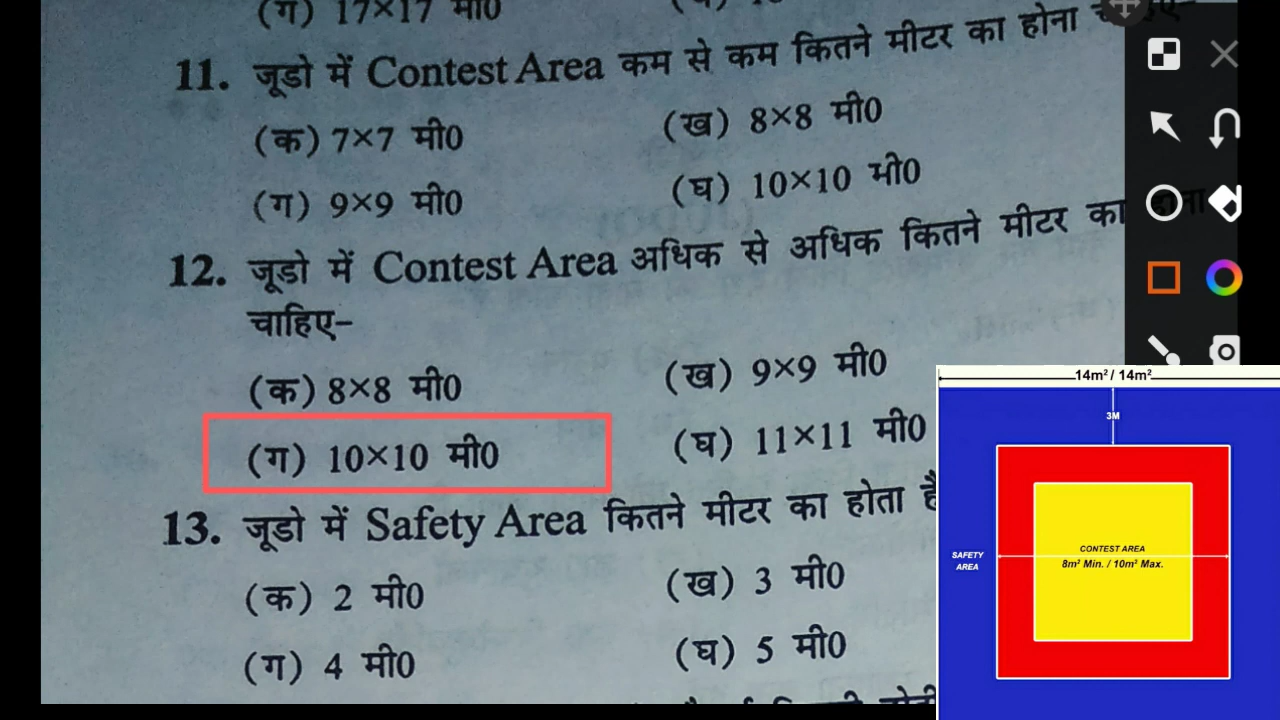 (ग) 17×17 मी0
11. जूडो में Contest Area कम से कम कितने मीटर का होना
(क) 7×7 मी0 (ख) 8×8 मी0
(ग) 9×9 मी0 (घ) 10×10 मी0
12. जूडो में Contest Area अधिक से अधिक कितने मीटर का होना
चाहिए-
(क) 8×8 मी0 (ख) 9×9 मी0
(ग) 10×10 मी0 (घ) 11×11 मी0
13. जूडो में Safety Area कितने मीटर का होता है
(क) 2 मी0 (ख) 3 मी0
(ग) 4 मी0 (घ) 5 मी0
14m² / 14m²
3M
SAFETY
AREA
CONTEST AREA
8m² Min. / 10m² Max.